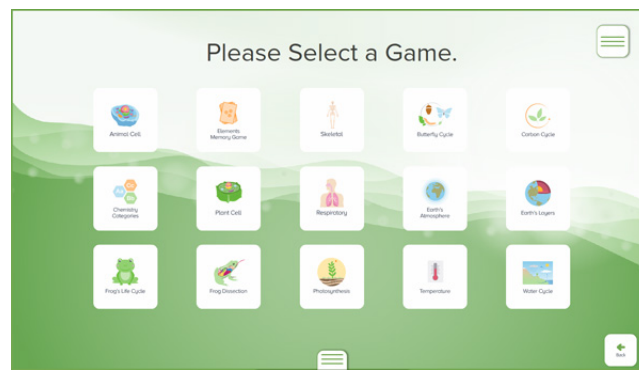 Please Select a Game.
Animal Cell
Elements
Memory Game
Skeletal
Butterfly Cycle
Carbon Cycle
Chemistry
Categories
Plant Cell
Respiratory
Earth's
Atmosphere
Earth's Layers
Frog's Life Cycle
Frog Dissection
Photosynthesis
Temperature
Water Cycle
Back